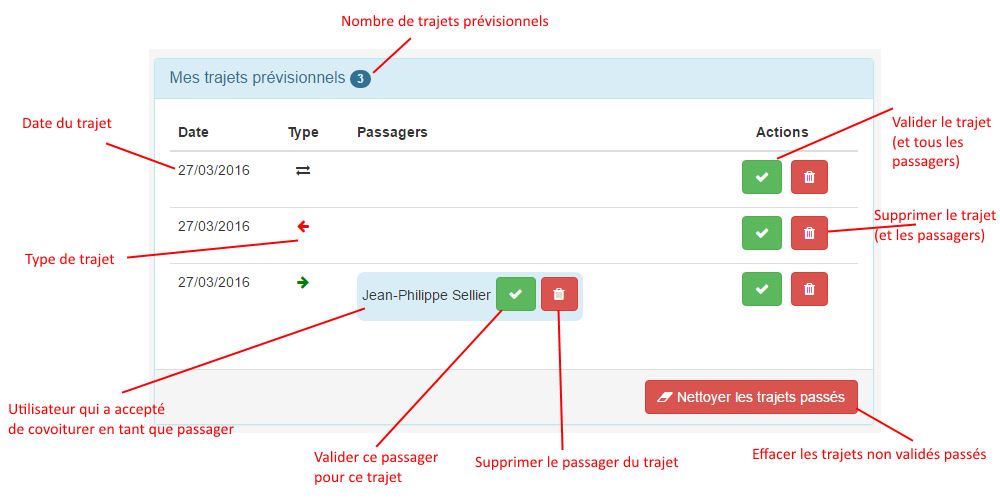 Nombre de trajets prévisionnels
Mes trajets prévisionnels 3
Date du trajet
Date Type Passagers Actions
Valider le trajet
(et tous les
passagers)
27/03/2016
27/03/2016
Supprimer le trajet
(et les passagers)
Type de trajet
27/03/2016
Jean-Philippe Sellier
Nettoyer les trajets passés
Utilisateur qui a accepté
de covoiturer en tant que passager
Valider ce passager
pour ce trajet
Supprimer le passager du trajet
Effacer les trajets non validés passés